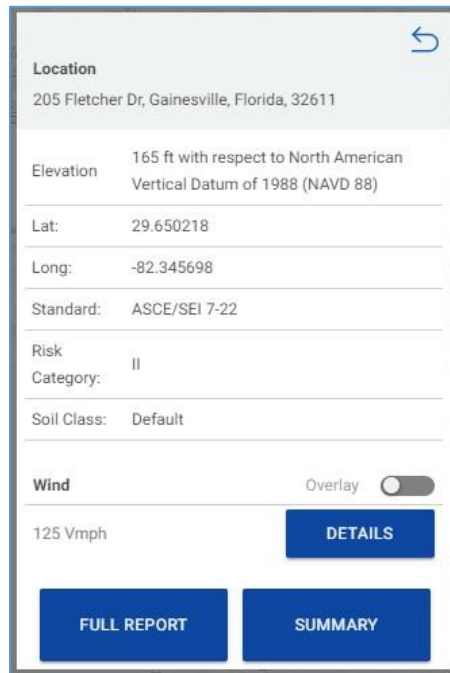 Location
205 Fletcher Dr, Gainesville, Florida, 32611
Elevation 165 ft with respect to North American
Vertical Datum of 1988 (NAVD 88)
Lat: 29.650218
Long: -82.345698
Standard: ASCE/SEI 7-22
Risk
Category: II
Soil Class: Default
Wind Overlay
125 Vmph DETAILS
FULL REPORT SUMMARY